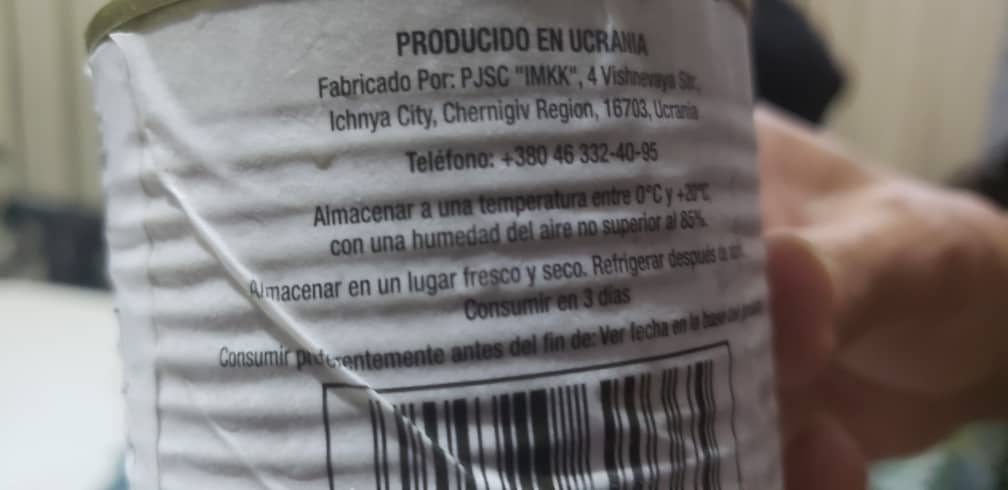 PRODUCIDO EN UCRANIA
Fabricado Por: PJSC "IMKK", 4 Vishnevaya Str.,
Ichnya City, Chernigiv Region, 16703, Ucrania
Teléfono: +380 46 332-40-95
Almacenar a una temperatura entre 0°C y +20°C,
con una humedad del aire no superior al 85%.
Almacenar en un lugar fresco y seco. Refrigerar después de
Consumir en 3 días
Consumir preferentemente antes del fin de: Ver fecha en la base del